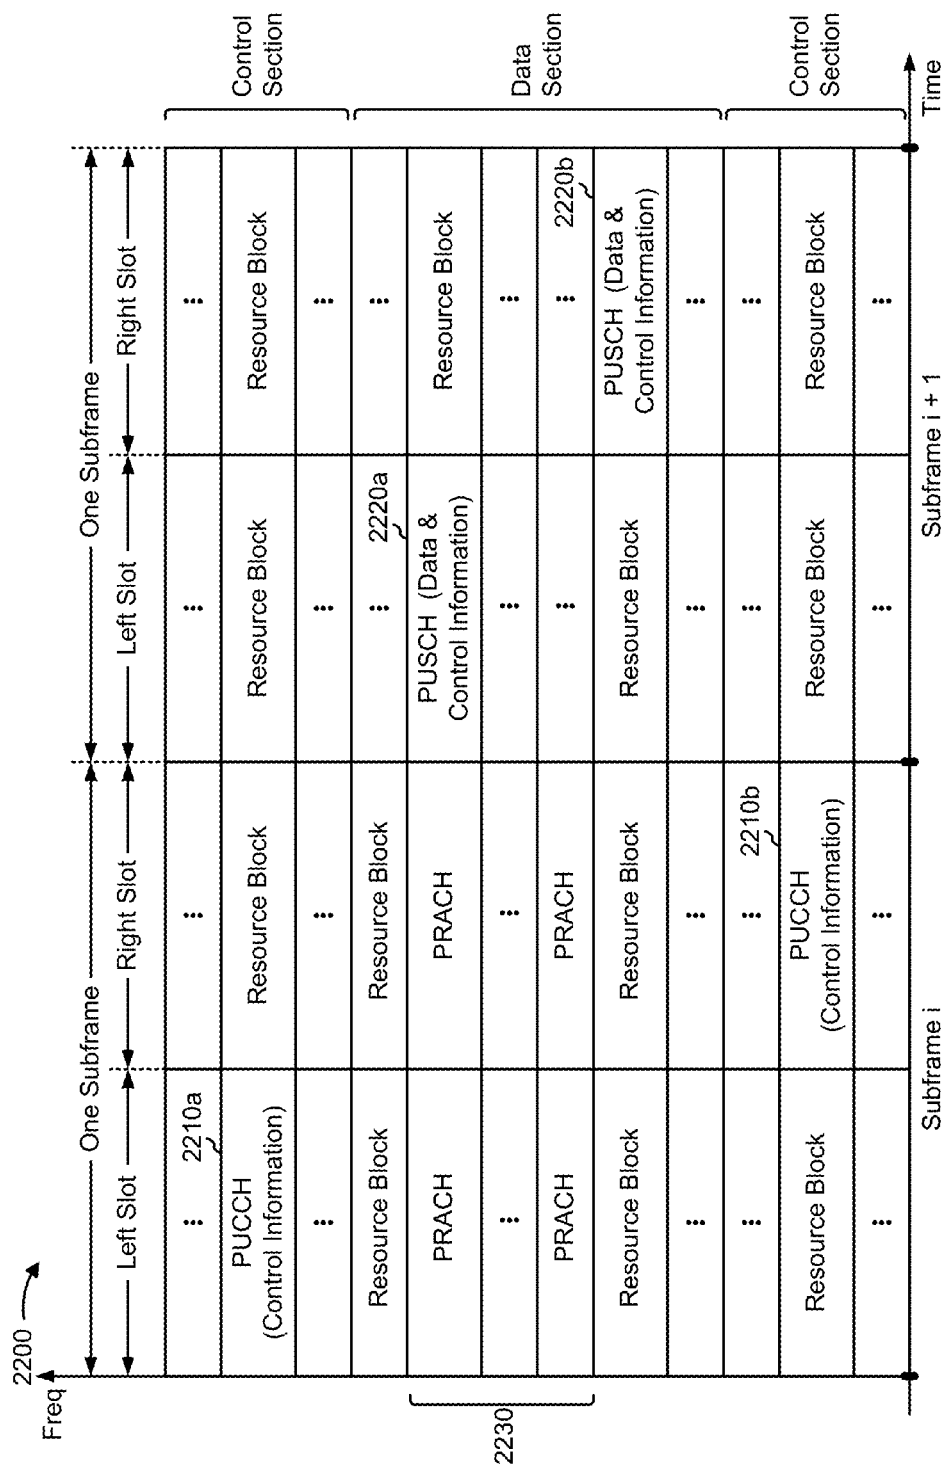 2200
Freq
One Subframe
One Subframe
Left Slot
Right Slot
Left Slot
Right Slot
⋮ ⋮ ⋮ ⋮
2210a
PUCCH
(Control Information)
Resource Block
Resource Block
Resource Block
Control
Section
⋮ ⋮ ⋮ ⋮
Resource Block
Resource Block
⋮ ⋮
2220a
2230
PRACH
PRACH
PUSCH (Data &
Control Information)
Resource Block
Data
Section
⋮ ⋮ ⋮ ⋮
PRACH
PRACH
⋮ ⋮
2220b
Resource Block
Resource Block
Resource Block
PUSCH (Data &
Control Information)
⋮ ⋮ ⋮ ⋮
⋮ ⋮ ⋮ ⋮
2210b
Resource Block
PUCCH
(Control Information)
Resource Block
Resource Block
Control
Section
⋮ ⋮ ⋮ ⋮
Subframe i
Subframe i + 1
Time